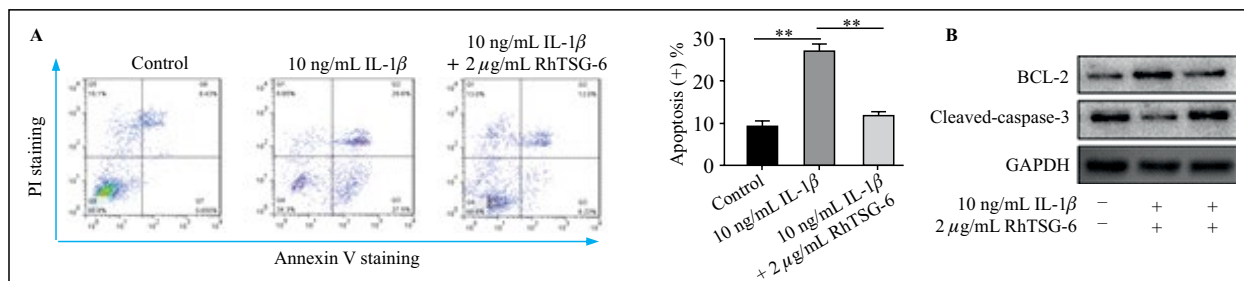 A
Control
10 ng/mL IL-1β
10 ng/mL IL-1β
+ 2 μg/mL RhTSG-6
PI staining
Annexin V staining
Apoptosis (+) %
30
20
10
0
**
**
Control
10 ng/mL IL-1β
10 ng/mL IL-1β
+ 2 μg/mL RhTSG-6
B
BCL-2
Cleaved-caspase-3
GAPDH
10 ng/mL IL-1β − + +
2 μg/mL RhTSG-6 − + +